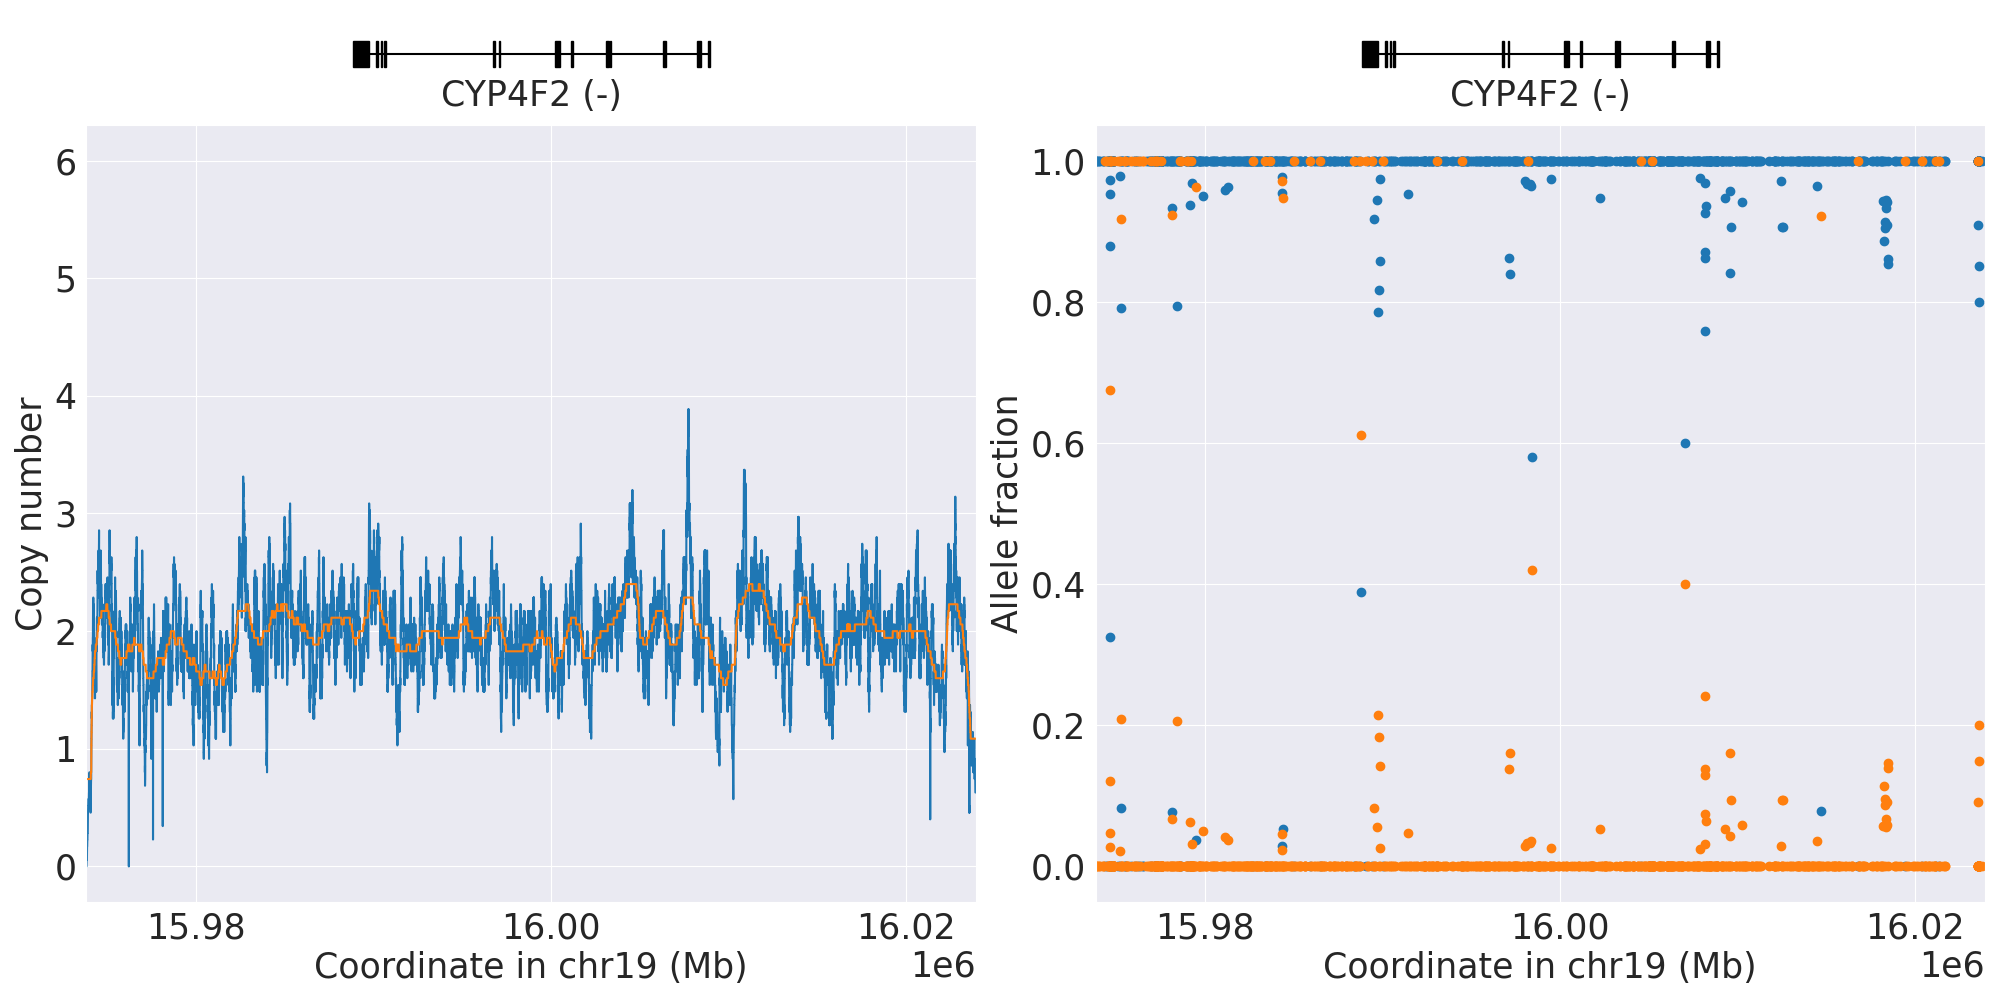 CYP4F2 (-)
6
5
4
3
2
1
0
Copy number
15.98 16.00 16.02
Coordinate in chr19 (Mb) 1e6
CYP4F2 (-)
1.0
0.8
0.6
0.4
0.2
0.0
Allele fraction
15.98 16.00 16.02
Coordinate in chr19 (Mb) 1e6